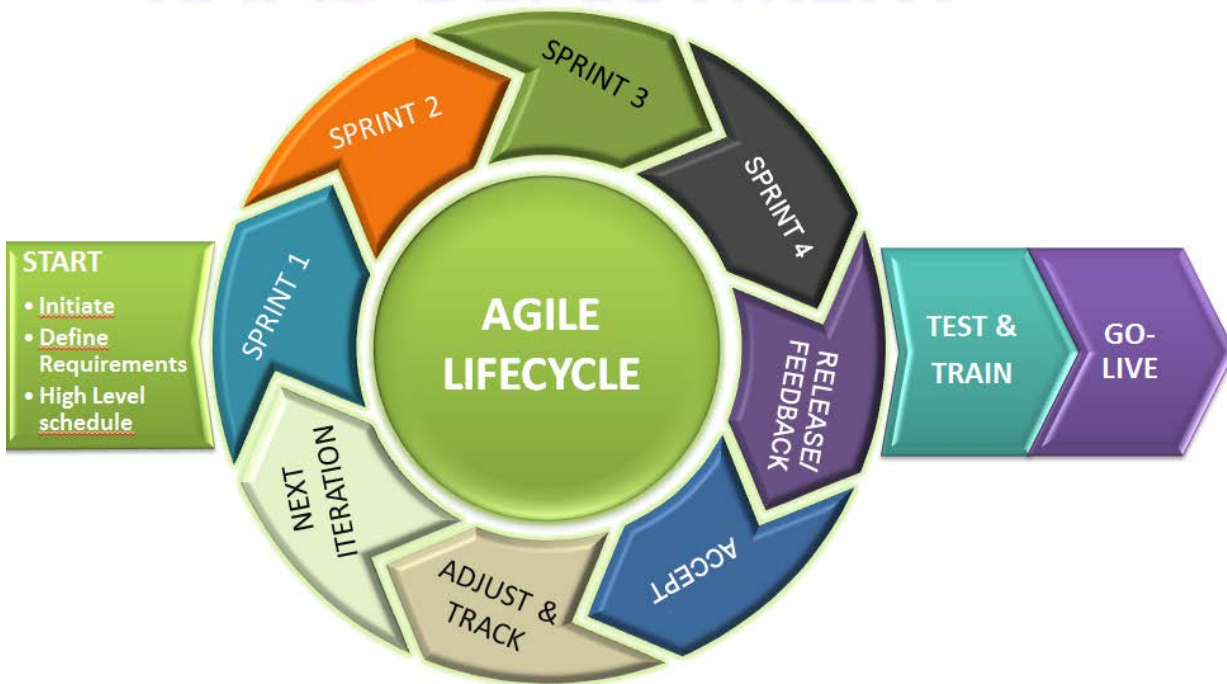 START
• Initiate
• Define
Requirements
• High Level
schedule
SPRINT 1
SPRINT 2
SPRINT 3
SPRINT 4
RELEASE/
FEEDBACK
ACCEPT
ADJUST &
TRACK
NEXT
ITERATION
AGILE
LIFECYCLE
TEST &
TRAIN
GO-
LIVE